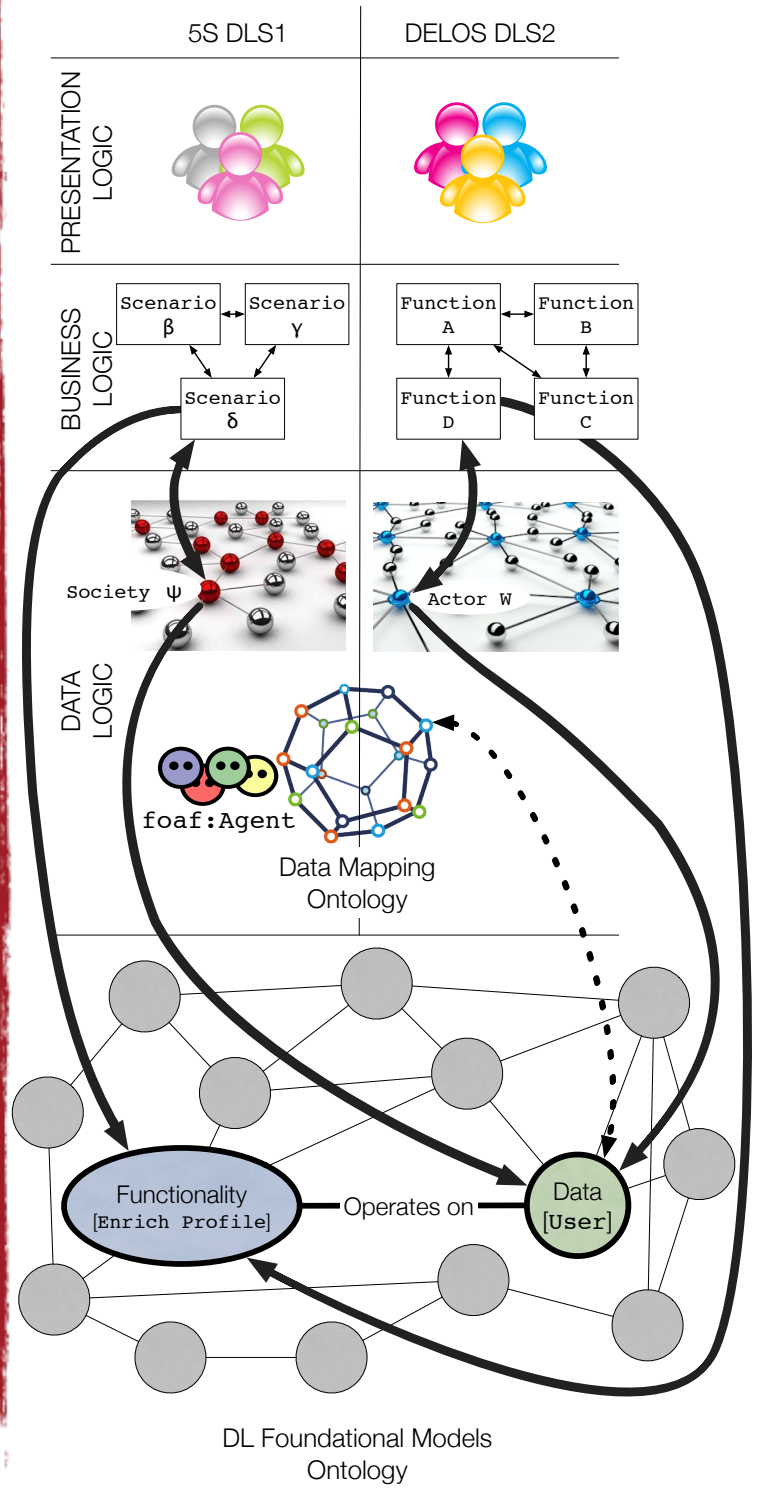 5S DLS1
DELOS DLS2
PRESENTATION
LOGIC
BUSINESS
LOGIC
Scenario
β
Scenario
γ
Scenario
δ
Function
A
Function
B
Function
D
Function
C
DATA
LOGIC
Society ψ
Actor W
foaf:Agent
Data Mapping
Ontology
Functionality
[Enrich Profile]
Operates on
Data
[User]
DL Foundational Models
Ontology